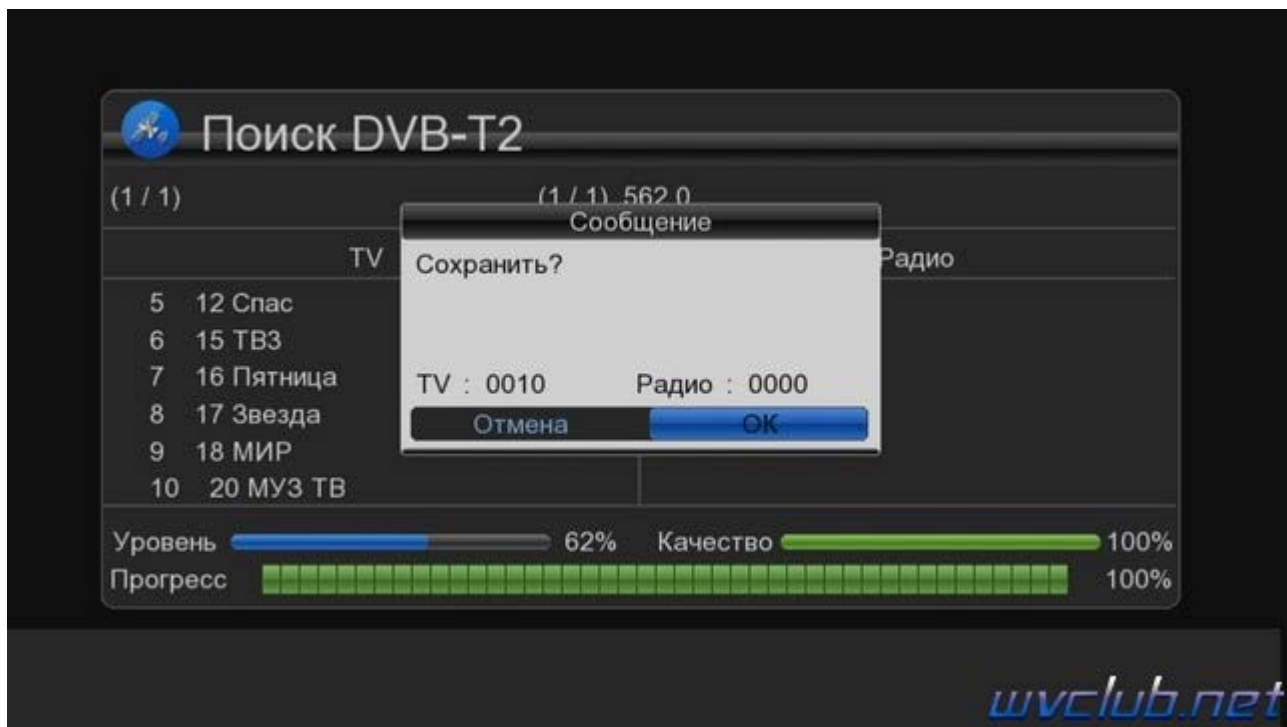 Поиск DVB-T2
(1 / 1) (1 / 1) 562.0
Сообщение
TV Радио
Сохранить?
5 12 Спас
6 15 ТВ3
7 16 Пятница
TV : 0010 Радио : 0000
8 17 Звезда
Отмена OK
9 18 МИР
10 20 МУЗ ТВ
Уровень 62% Качество 100%
Прогресс 100%
wvclub.net